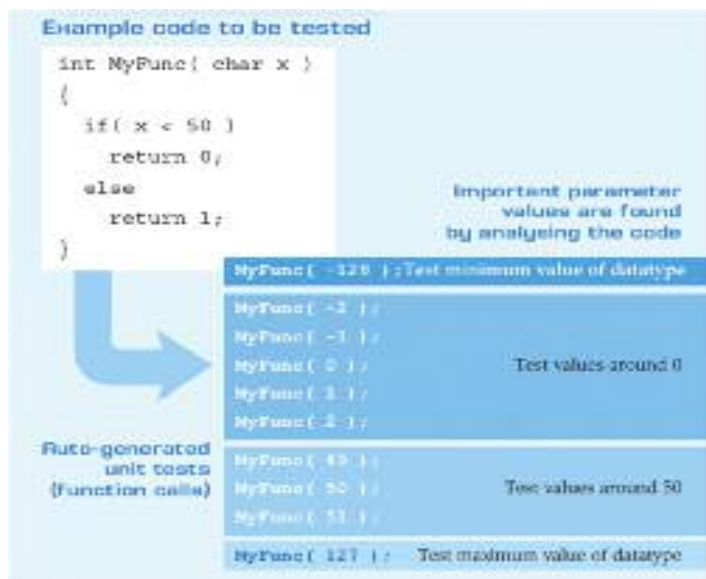 Example code to be tested
int MyFunc( char x )
{
if( x < 50 )
return 0;
else
return 1;
}
Important parameter
values are found
by analysing the code
MyFunc( -128 ); Test minimum value of datatype
MyFunc( -2 );
MyFunc( -1 );
MyFunc( 0 ); Test values around 0
MyFunc( 1 );
MyFunc( 2 );
Auto-generated
unit tests
(function calls)
MyFunc( 49 );
MyFunc( 50 ); Test values around 50
MyFunc( 51 );
MyFunc( 127 ); Test maximum value of datatype